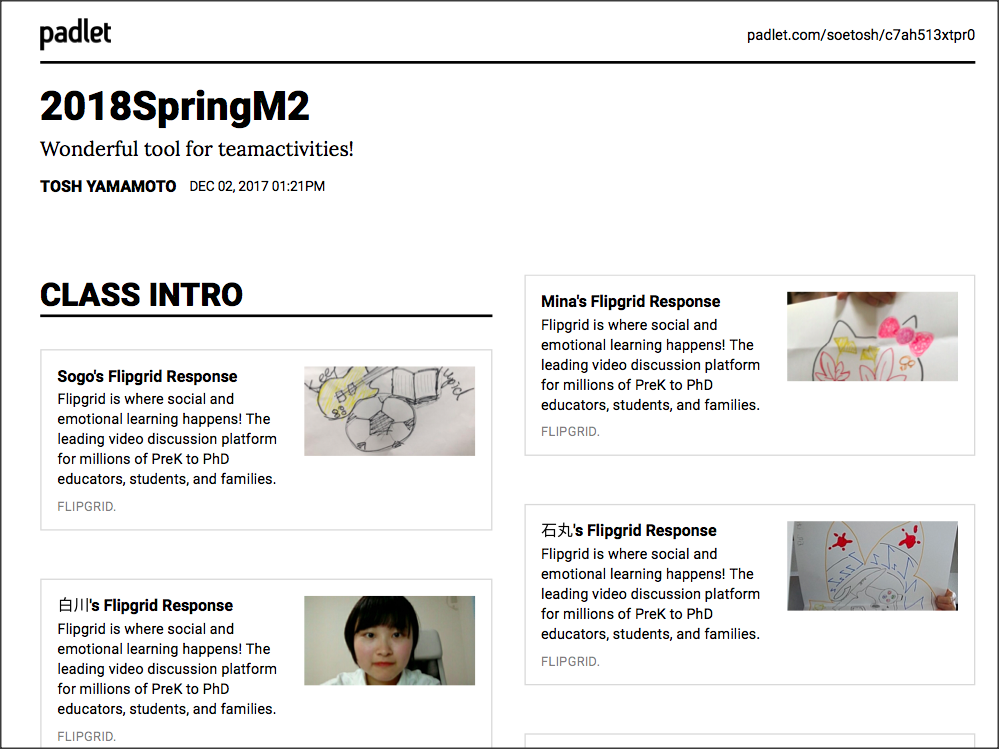 padlet
padlet.com/soetosh/c7ah513xtpr0
2018SpringM2
Wonderful tool for teamactivities!
TOSH YAMAMOTO DEC 02, 2017 01:21PM
CLASS INTRO
Sogo's Flipgrid Response
Flipgrid is where social and
emotional learning happens! The
leading video discussion platform
for millions of PreK to PhD
educators, students, and families.
FLIPGRID.
白川's Flipgrid Response
Flipgrid is where social and
emotional learning happens! The
leading video discussion platform
for millions of PreK to PhD
educators, students, and families.
FLIPGRID.
Mina's Flipgrid Response
Flipgrid is where social and
emotional learning happens! The
leading video discussion platform
for millions of PreK to PhD
educators, students, and families.
FLIPGRID.
石丸's Flipgrid Response
Flipgrid is where social and
emotional learning happens! The
leading video discussion platform
for millions of PreK to PhD
educators, students, and families.
FLIPGRID.